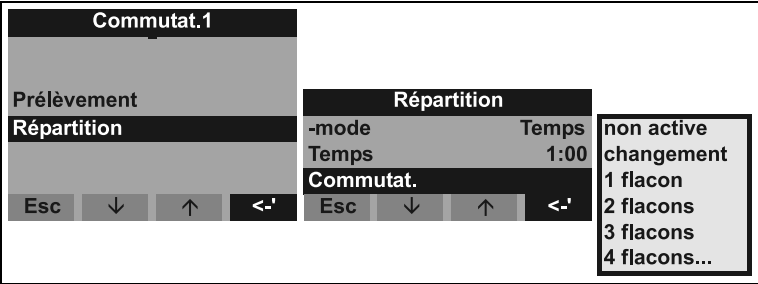 Commutat.1
Prélèvement
Répartition
Esc ↓ ↑ <-'
Répartition
-mode Temps
Temps 1:00
Commutat.
Esc ↓ ↑ <-'
non active
changement
1 flacon
2 flacons
3 flacons
4 flacons...